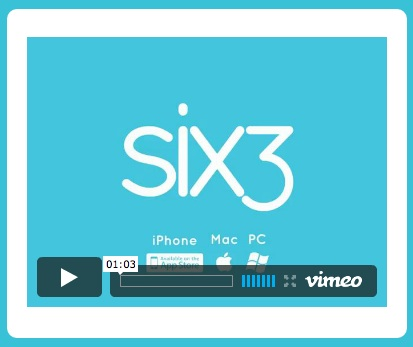 six3
iPhone Mac PC
Available on the
App Store
01:03
vimeo